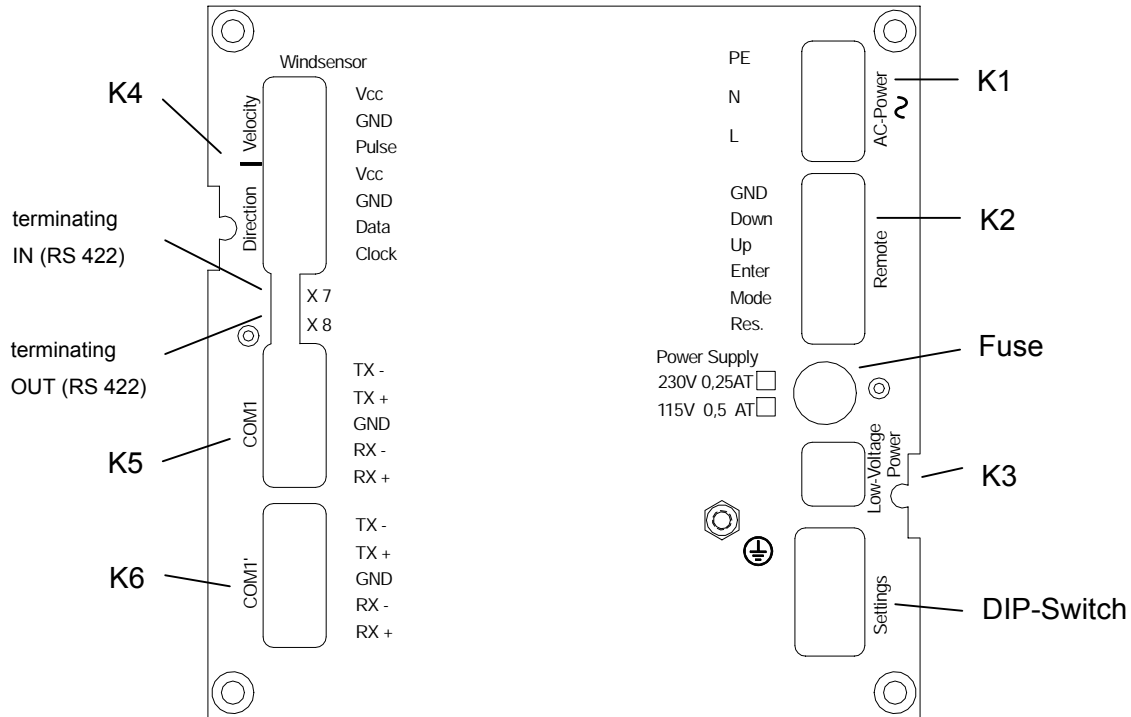 Windsensor
K4
Velocity
Direction
Vcc
GND
Pulse
Vcc
GND
Data
Clock
terminating
IN (RS 422)
X 7
X 8
terminating
OUT (RS 422)
K5
COM1
TX -
TX +
GND
RX -
RX +
K6
COM1'
TX -
TX +
GND
RX -
RX +
PE
N
L
AC-Power
~
K1
GND
Down
Up
Enter
Mode
Res.
Remote
K2
Power Supply
230V 0,25AT
115V 0,5 AT
Fuse
Low-Voltage
Power
K3
Settings
DIP-Switch